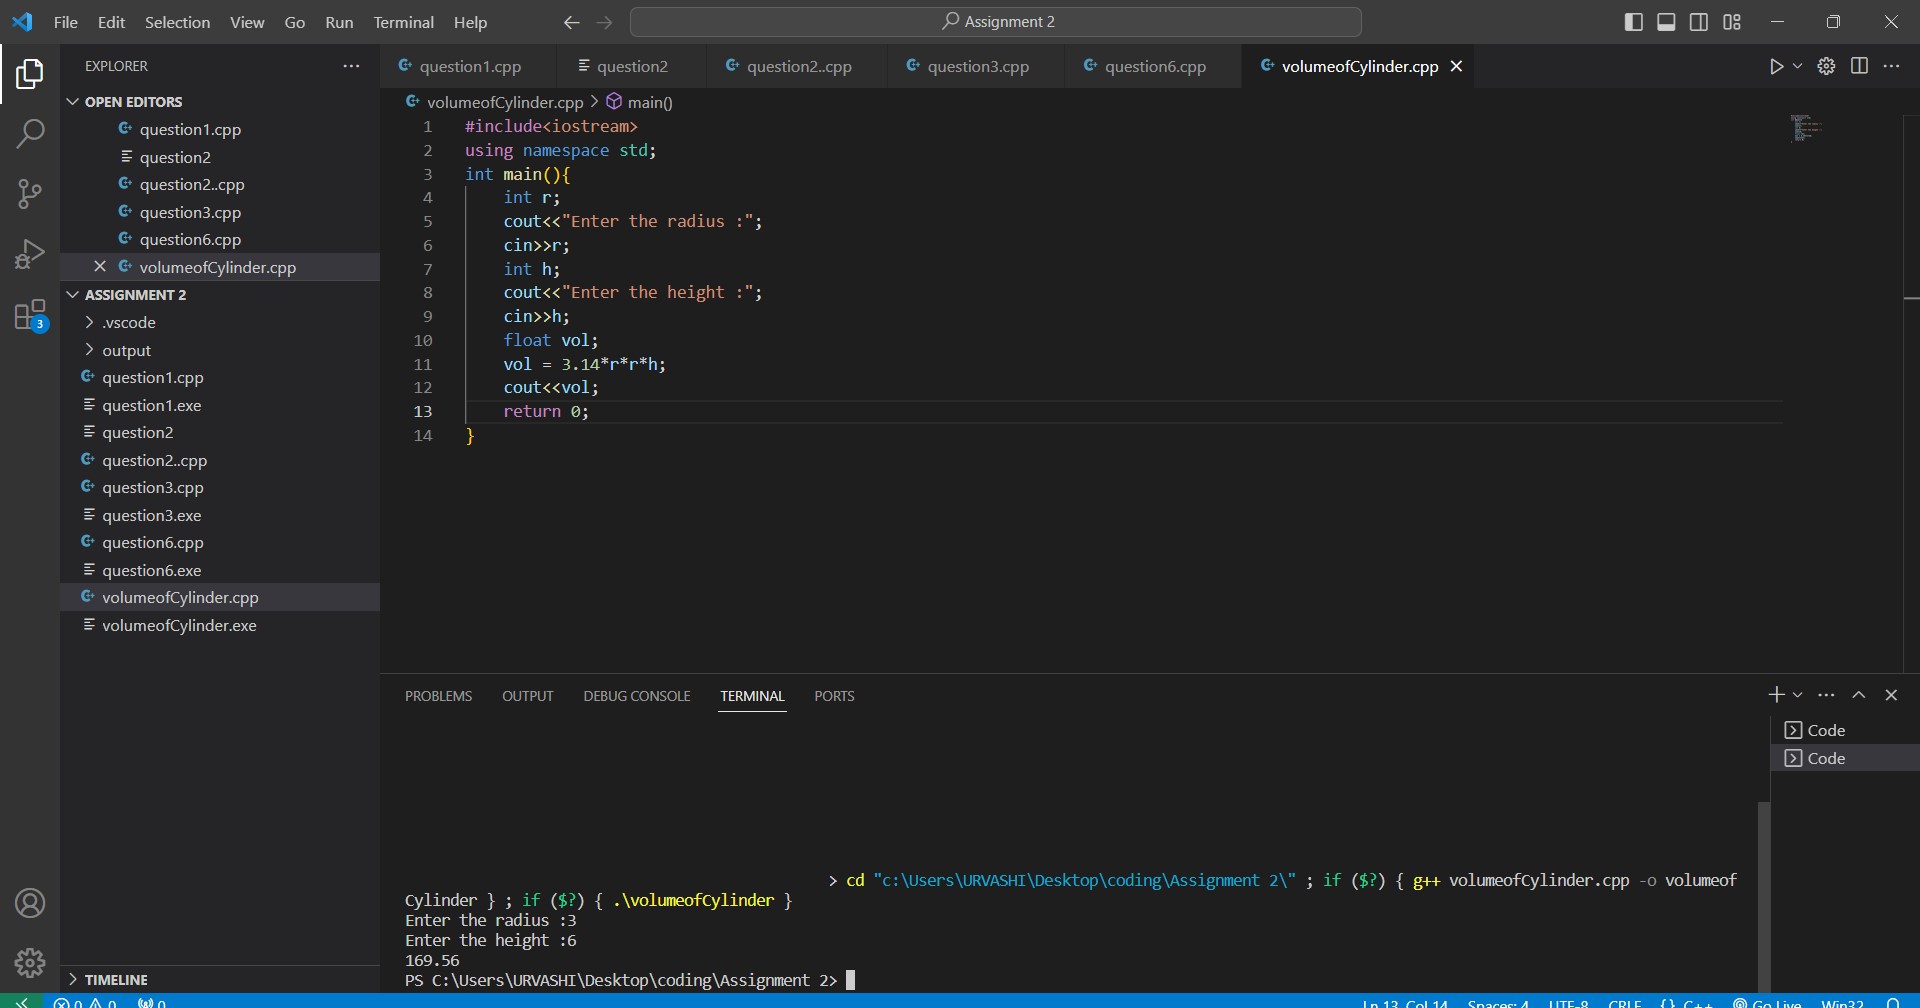 File Edit Selection View Go Run Terminal Help
Assignment 2
EXPLORER
OPEN EDITORS
question1.cpp
question2
question2..cpp
question3.cpp
question6.cpp
volumeofCylinder.cpp
ASSIGNMENT 2
.vscode
output
question1.cpp
question1.exe
question2
question2..cpp
question3.cpp
question3.exe
question6.cpp
question6.exe
volumeofCylinder.cpp
volumeofCylinder.exe
TIMELINE
3
question1.cpp question2 question2..cpp question3.cpp question6.cpp volumeofCylinder.cpp
volumeofCylinder.cpp > main()
1 #include<iostream>
2 using namespace std;
3 int main(){
4 int r;
5 cout<<"Enter the radius :";
6 cin>>r;
7 int h;
8 cout<<"Enter the height :";
9 cin>>h;
10 float vol;
11 vol = 3.14*r*r*h;
12 cout<<vol;
13 return 0;
14 }
PROBLEMS OUTPUT DEBUG CONSOLE TERMINAL PORTS
Code
Code
> cd "c:\Users\URVASHI\Desktop\coding\Assignment 2\" ; if ($?) { g++ volumeofCylinder.cpp -o volumeof
Cylinder } ; if ($?) { .\volumeofCylinder }
Enter the radius :3
Enter the height :6
169.56
PS C:\Users\URVASHI\Desktop\coding\Assignment 2>
0 0 0 Ln 13, Col 14 Spaces: 4 UTF-8 CRLF {} C++ Go Live Win32